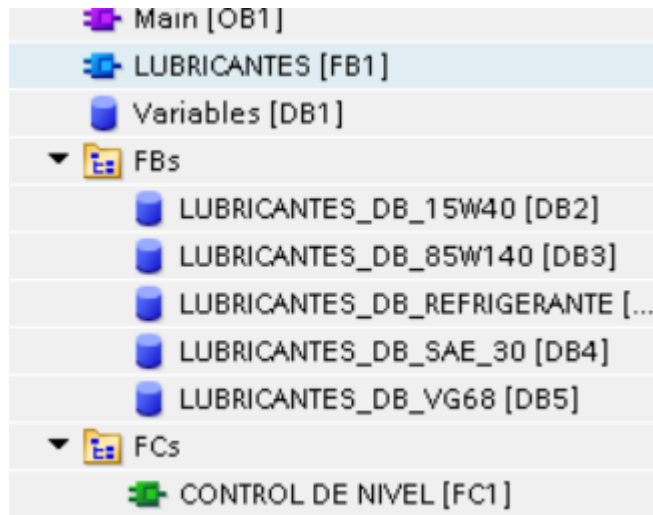 Main [OB1]
LUBRICANTES [FB1]
Variables [DB1]
FBs
LUBRICANTES_DB_15W40 [DB2]
LUBRICANTES_DB_85W140 [DB3]
LUBRICANTES_DB_REFRIGERANTE [...
LUBRICANTES_DB_SAE_30 [DB4]
LUBRICANTES_DB_VG68 [DB5]
FCs
CONTROL DE NIVEL [FC1]